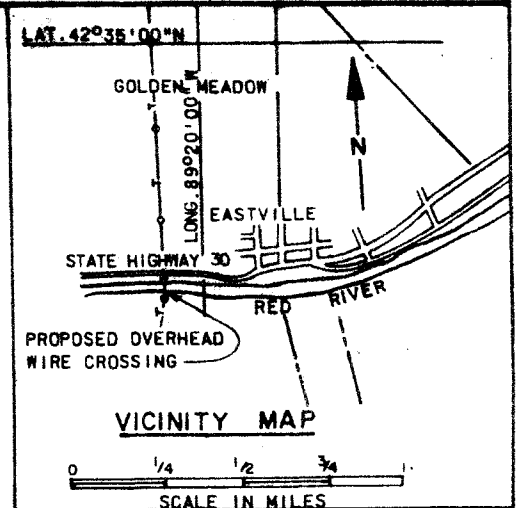 LAT.42°35'00"N
GOLDEN MEADOW
LONG.89°20'00"W
N
EASTVILLE
STATE HIGHWAY 30
RED RIVER
PROPOSED OVERHEAD
WIRE CROSSING
T
T
T
VICINITY MAP
0 1/4 1/2 3/4 1
SCALE IN MILES